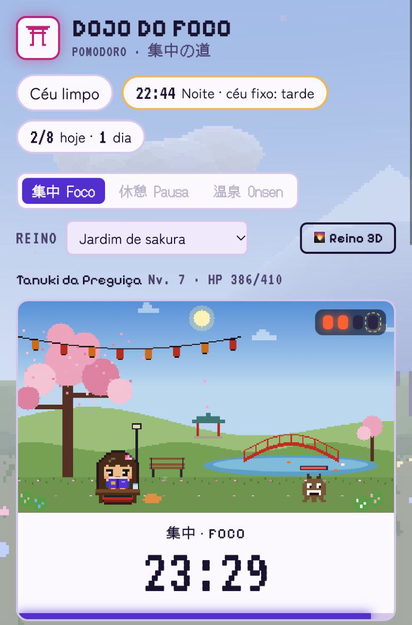 DOJO DO FOCO
POMODORO · 集中の道
Céu limpo
22:44 Noite · céu fixo: tarde
2/8 hoje · 1 dia
集中 Foco 休憩 Pausa 温泉 Onsen
REINO Jardim de sakura Reino 3D
Tanuki da Preguiça Nv. 7 · HP 386/410
集中 · FOCO
23:29